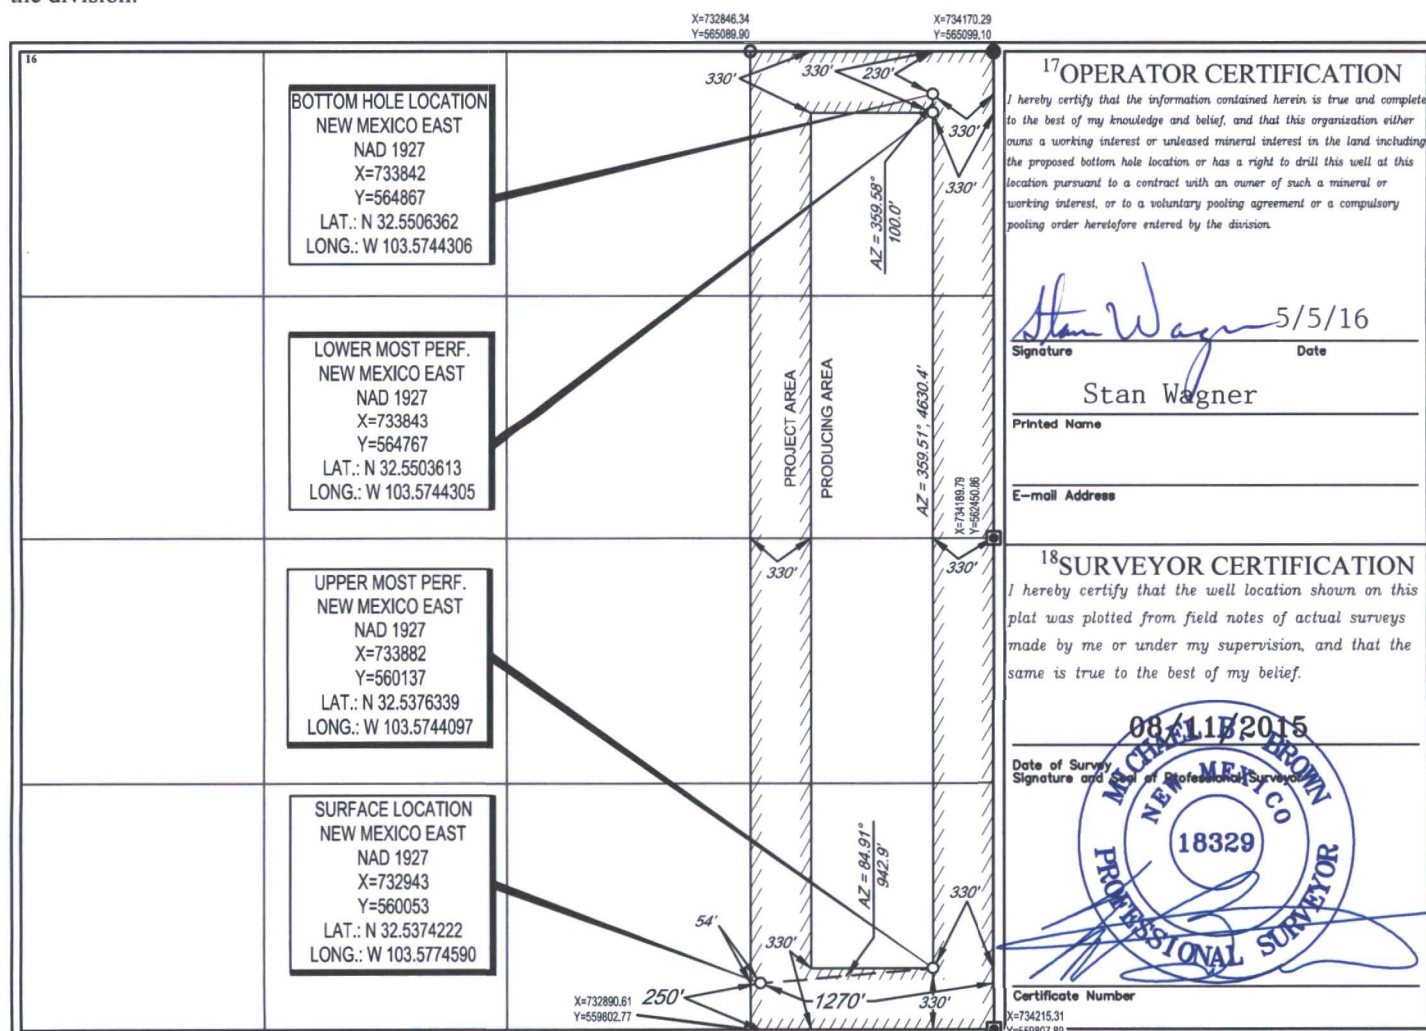 the division.
X=732846.34
Y=565089.90
X=734170.29
Y=565099.10
16
330'
330'
230'
330'
330'
BOTTOM HOLE LOCATION
NEW MEXICO EAST
NAD 1927
X=733842
Y=564867
LAT.: N 32.5506362
LONG.: W 103.5744306
AZ = 359.58°
100.0'
LOWER MOST PERF.
NEW MEXICO EAST
NAD 1927
X=733843
Y=564767
LAT.: N 32.5503613
LONG.: W 103.5744305
PROJECT AREA
PRODUCING AREA
AZ = 359.51°, 4630.4'
X=734189.79
Y=562450.86
330'
330'
UPPER MOST PERF.
NEW MEXICO EAST
NAD 1927
X=733882
Y=560137
LAT.: N 32.5376339
LONG.: W 103.5744097
SURFACE LOCATION
NEW MEXICO EAST
NAD 1927
X=732943
Y=560053
LAT.: N 32.5374222
LONG.: W 103.5774590
AZ = 84.91°
942.9'
330'
54'
330'
250'
1270'
330'
X=732890.61
Y=559802.77
17OPERATOR CERTIFICATION
I hereby certify that the information contained herein is true and complete
to the best of my knowledge and belief, and that this organization either
owns a working interest or unleased mineral interest in the land including
the proposed bottom hole location or has a right to drill this well at this
location pursuant to a contract with an owner of such a mineral or
working interest, or to a voluntary pooling agreement or a compulsory
pooling order heretofore entered by the division.
Stan Wagner 5/5/16
Signature Date
Stan Wagner
Printed Name
E-mail Address
18SURVEYOR CERTIFICATION
I hereby certify that the well location shown on this
plat was plotted from field notes of actual surveys
made by me or under my supervision, and that the
same is true to the best of my belief.
08/11/2015
Date of Survey
Signature and Seal of Professional Surveyor
MICHAEL B. BROWN
NEW MEXICO
18329
PROFESSIONAL SURVEYOR
Certificate Number
X=734215.31
Y=559807.89